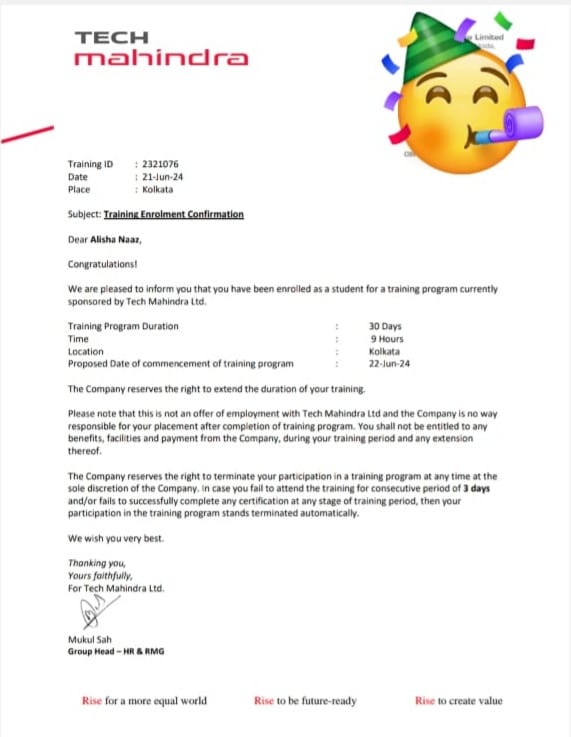 TECH
mahindra
Limited
Training ID : 2321076
Date : 21-Jun-24
Place : Kolkata
Subject: Training Enrolment Confirmation
Dear Alisha Naaz,
Congratulations!
We are pleased to inform you that you have been enrolled as a student for a training program currently
sponsored by Tech Mahindra Ltd.
Training Program Duration : 30 Days
Time : 9 Hours
Location : Kolkata
Proposed Date of commencement of training program : 22-Jun-24
The Company reserves the right to extend the duration of your training.
Please note that this is not an offer of employment with Tech Mahindra Ltd and the Company is no way
responsible for your placement after completion of training program. You shall not be entitled to any
benefits, facilities and payment from the Company, during your training period and any extension
thereof.
The Company reserves the right to terminate your participation in a training program at any time at the
sole discretion of the Company. In case you fail to attend the training for consecutive period of 3 days
and/or fails to successfully complete any certification at any stage of training period, then your
participation in the training program stands terminated automatically.
We wish you very best.
Thanking you,
Yours faithfully,
For Tech Mahindra Ltd.
Mukul Sah
Group Head – HR & RMG
Rise for a more equal world Rise to be future-ready Rise to create value